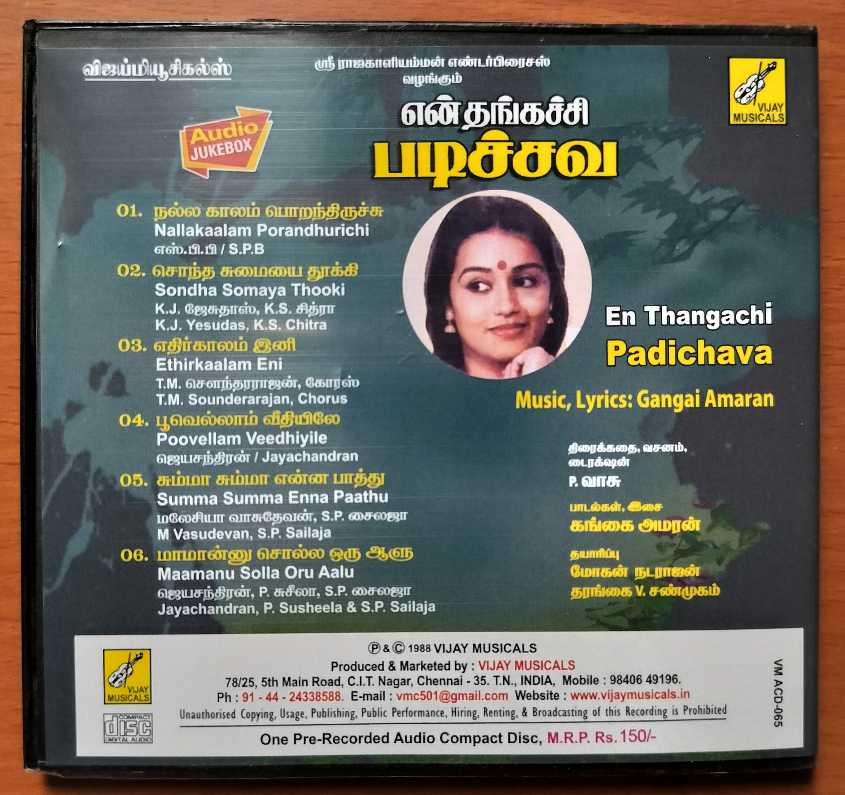 விஜய்மியூசிகல்ஸ்
ஸ்ரீ ராஜகாளியம்மன் எண்டர்பிரைசஸ்
வழங்கும்
என் தங்கச்சி
படிச்சவ
VIJAY
MUSICALS
Audio
JUKEBOX
01. நல்ல காலம் பொறந்திருச்சு
Nallakaalam Porandhurichi
எஸ்.பி.பி / S.P.B
02. சொந்த சுமையை தூக்கி
Sondha Somaya Thooki
K.J. ஜேசுதாஸ், K.S. சித்ரா
K.J. Yesudas, K.S. Chitra
03. எதிர்காலம் இனி
Ethirkaalam Eni
T.M. சௌந்தரராஜன், கோரஸ்
T.M. Sounderarajan, Chorus
04. பூவெல்லாம் வீதியிலே
Poovellam Veedhiyile
ஜெயசந்திரன் / Jayachandran
05. சும்மா சும்மா என்ன பாத்து
Summa Summa Enna Paathu
மலேசியா வாசுதேவன், S.P. சைலஜா
M Vasudevan, S.P. Sailaja
06. மாமான்னு சொல்ல ஒரு ஆளு
Maamanu Solla Oru Aalu
ஜெயசந்திரன், P. சுசீலா, S.P. சைலஜா
Jayachandran, P. Susheela & S.P. Sailaja
En Thangachi
Padichava
Music, Lyrics: Gangai Amaran
திரைக்கதை, வசனம்,
டைரக்ஷன்
P. வாசு
பாடல்கள், இசை
கங்கை அமரன்
தயாரிப்பு
மோகன் நடராஜன்
தரங்கை V. சண்முகம்
VIJAY
MUSICALS
COMPACT
disc
DIGITAL AUDIO
Ⓟ & © 1988 VIJAY MUSICALS
Produced & Marketed by : VIJAY MUSICALS
78/25, 5th Main Road, C.I.T. Nagar, Chennai - 35. T.N., INDIA, Mobile : 98406 49196.
Ph : 91 - 44 - 24338588. E-mail : vmc501@gmail.com Website : www.vijaymusicals.in
Unauthorised Copying, Usage, Publishing, Public Performance, Hiring, Renting, & Broadcasting of this Recording is Prohibited
One Pre-Recorded Audio Compact Disc, M.R.P. Rs. 150/-
VM ACD-065